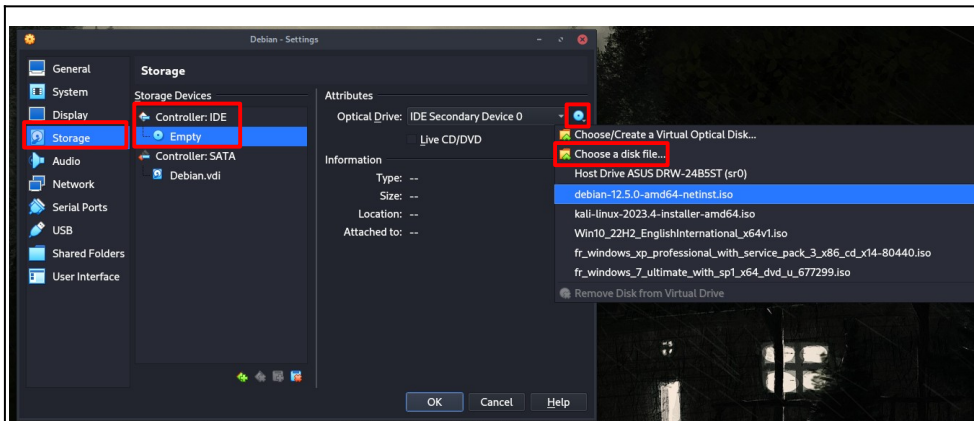 Debian - Settings
General
System
Display
Storage
Audio
Network
Serial Ports
USB
Shared Folders
User Interface
Storage
Storage Devices
Controller: IDE
Empty
Controller: SATA
Debian.vdi
Attributes
Optical Drive: IDE Secondary Device 0
Live CD/DVD
Information
Type: --
Size: --
Location: --
Attached to: --
Choose/Create a Virtual Optical Disk...
Choose a disk file...
Host Drive ASUS DRW-24B5ST (sr0)
debian-12.5.0-amd64-netinst.iso
kali-linux-2023.4-installer-amd64.iso
Win10_22H2_EnglishInternational_x64v1.iso
fr_windows_xp_professional_with_service_pack_3_x86_cd_x14-80440.iso
fr_windows_7_ultimate_with_sp1_x64_dvd_u_677299.iso
Remove Disk from Virtual Drive
OK Cancel Help